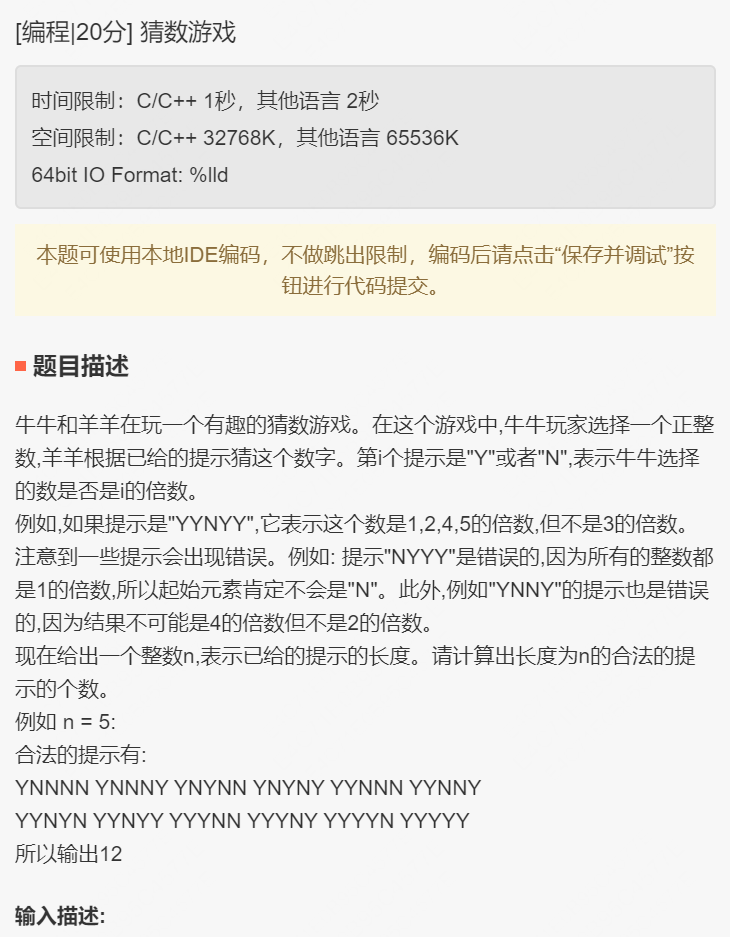 [编程|20分] 猜数游戏
时间限制：C/C++ 1秒，其他语言 2秒
空间限制：C/C++ 32768K，其他语言 65536K
64bit IO Format: %lld
本题可使用本地IDE编码，不做跳出限制，编码后请点击“保存并调试”按
钮进行代码提交。
题目描述
牛牛和羊羊在玩一个有趣的猜数游戏。在这个游戏中,牛牛玩家选择一个正整
数,羊羊根据已给的提示猜这个数字。第i个提示是"Y"或者"N",表示牛牛选择
的数是否是i的倍数。
例如,如果提示是"YYNYY",它表示这个数是1,2,4,5的倍数,但不是3的倍数。
注意到一些提示会出现错误。例如: 提示"NYYY"是错误的,因为所有的整数都
是1的倍数,所以起始元素肯定不会是"N"。此外,例如"YNNY"的提示也是错误
的,因为结果不可能是4的倍数但不是2的倍数。
现在给出一个整数n,表示已给的提示的长度。请计算出长度为n的合法的提
示的个数。
例如 n = 5:
合法的提示有:
YNNNN YNNNY YNYNN YNYNY YYNNN YYNNY
YYNYN YYNYY YYYNN YYYNY YYYYN YYYYY
所以输出12
输入描述: